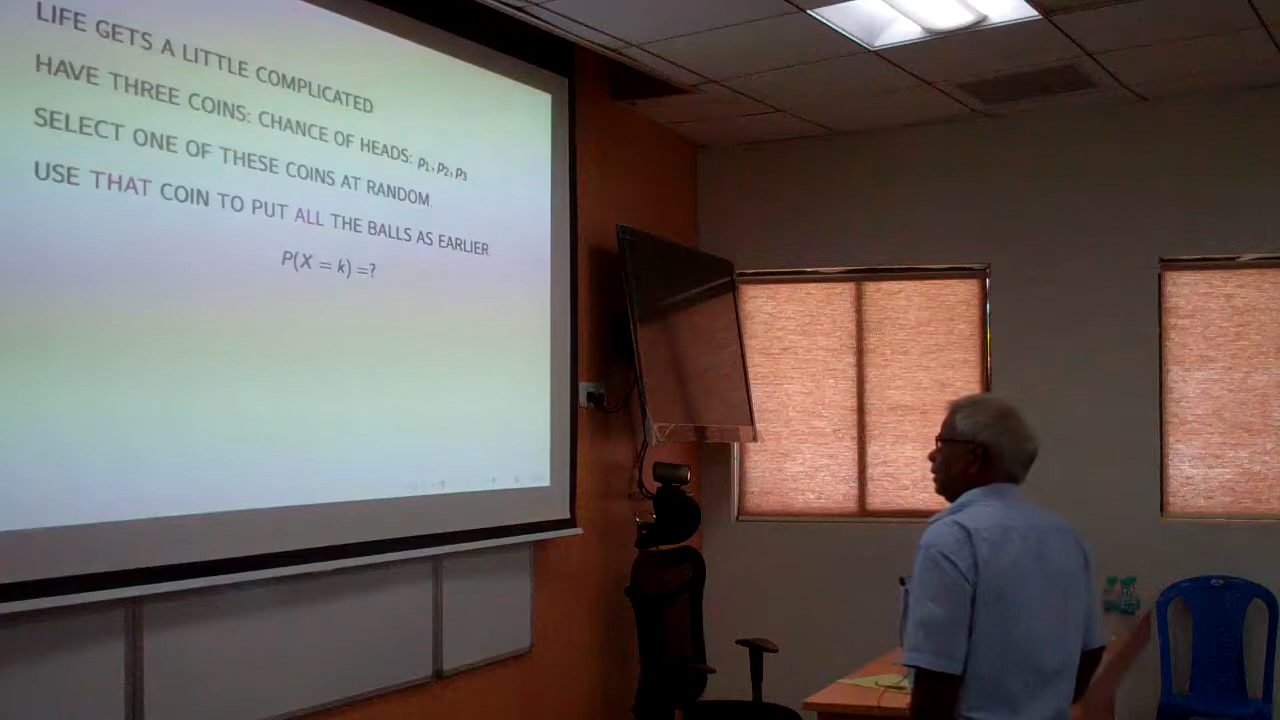 LIFE GETS A LITTLE COMPLICATED
HAVE THREE COINS: CHANCE OF HEADS: p₁, p₂, p₃
SELECT ONE OF THESE COINS AT RANDOM.
USE THAT COIN TO PUT ALL THE BALLS AS EARLIER.
P(X = k) =?